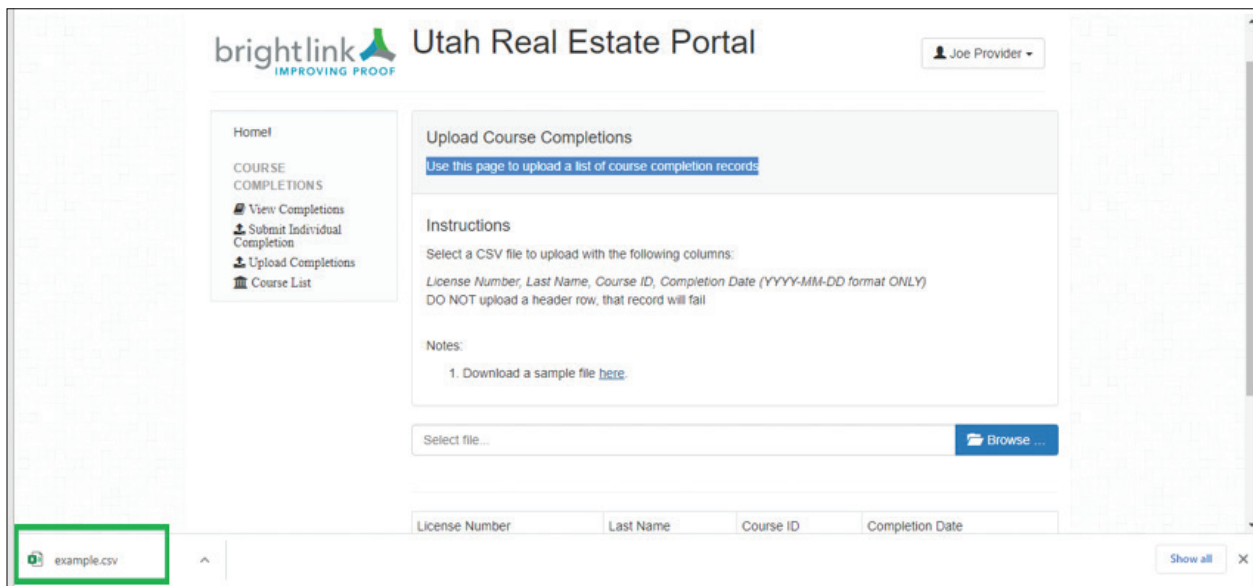 brightlink
IMPROVING PROOF
Utah Real Estate Portal
Joe Provider
Home!
COURSE
COMPLETIONS
View Completions
Submit Individual
Completion
Upload Completions
Course List
Upload Course Completions
Use this page to upload a list of course completion records
Instructions
Select a CSV file to upload with the following columns:
License Number, Last Name, Course ID, Completion Date (YYYY-MM-DD format ONLY)
DO NOT upload a header row, that record will fail
Notes:
1. Download a sample file here.
Select file...
Browse ...
License Number Last Name Course ID Completion Date
example.csv
Show all